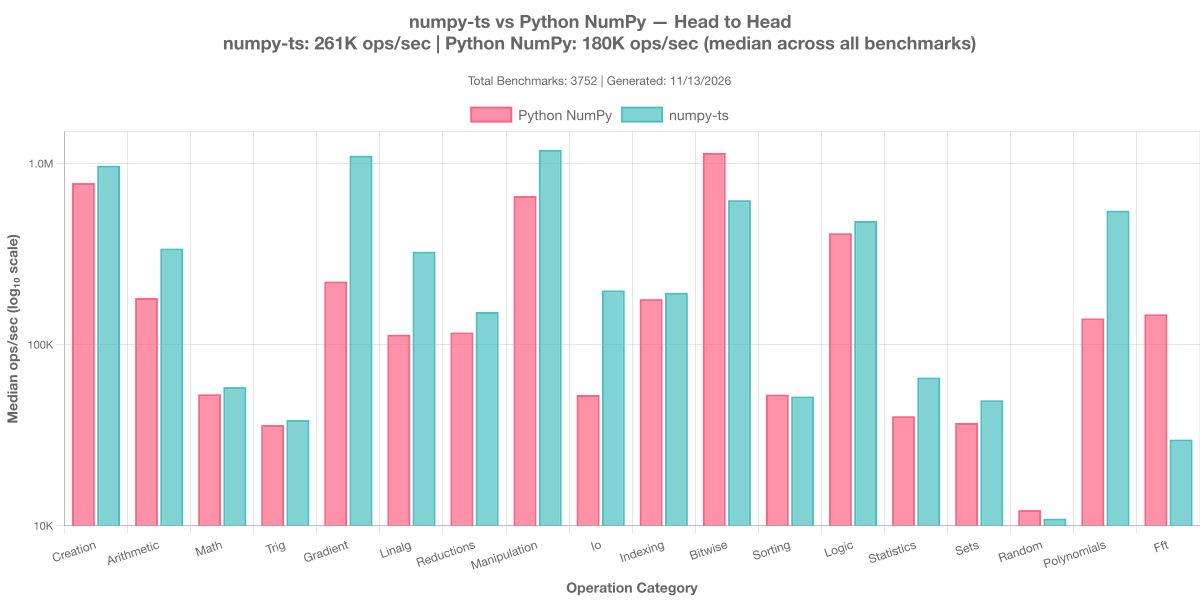 numpy-ts vs Python NumPy — Head to Head
numpy-ts: 261K ops/sec | Python NumPy: 180K ops/sec (median across all benchmarks)
Total Benchmarks: 3752 | Generated: 11/13/2026
Python NumPy
numpy-ts
Median ops/sec (log₁₀ scale)
1.0M
100K
10K
Creation
Arithmetic
Math
Trig
Gradient
Linalg
Reductions
Manipulation
Io
Indexing
Bitwise
Sorting
Logic
Statistics
Sets
Random
Polynomials
Fft
Operation Category